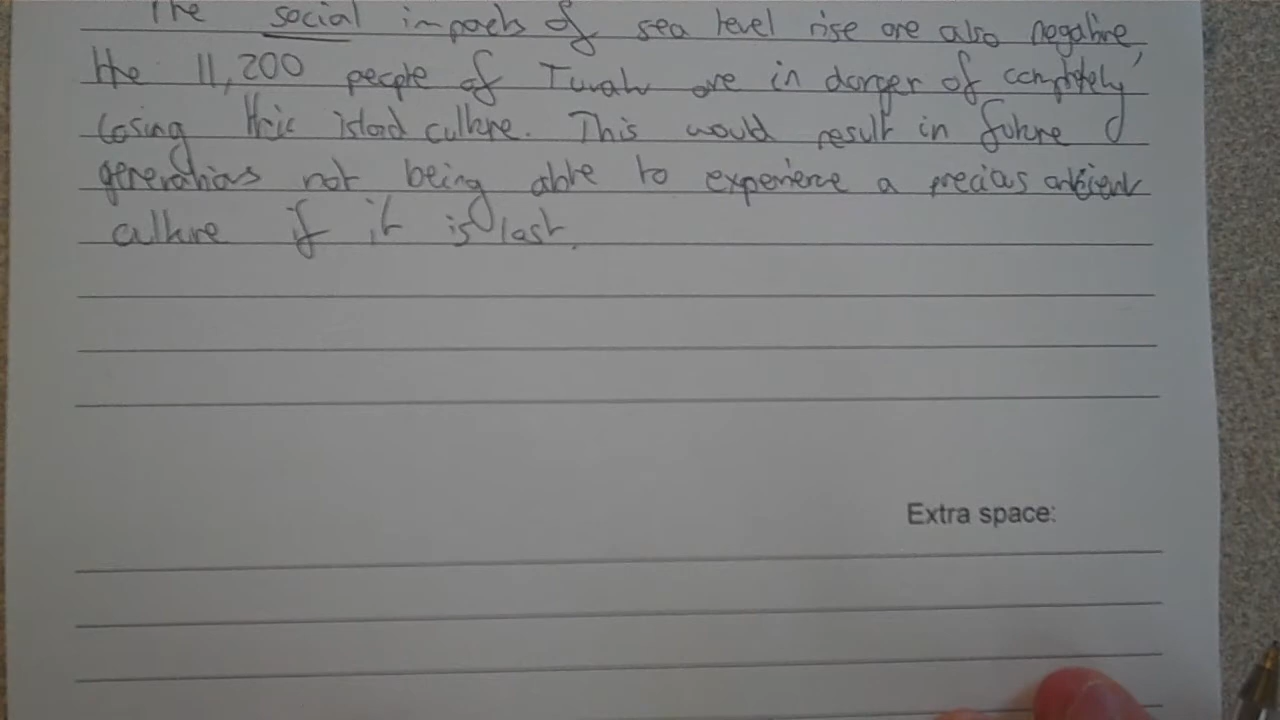 The social impacts of sea level rise are also negative,
the 11,200 people of Tuvalu are in danger of completely
losing their island culture. This would result in future
generations not being able to experience a precious ancient
culture if it is lost.
Extra space: